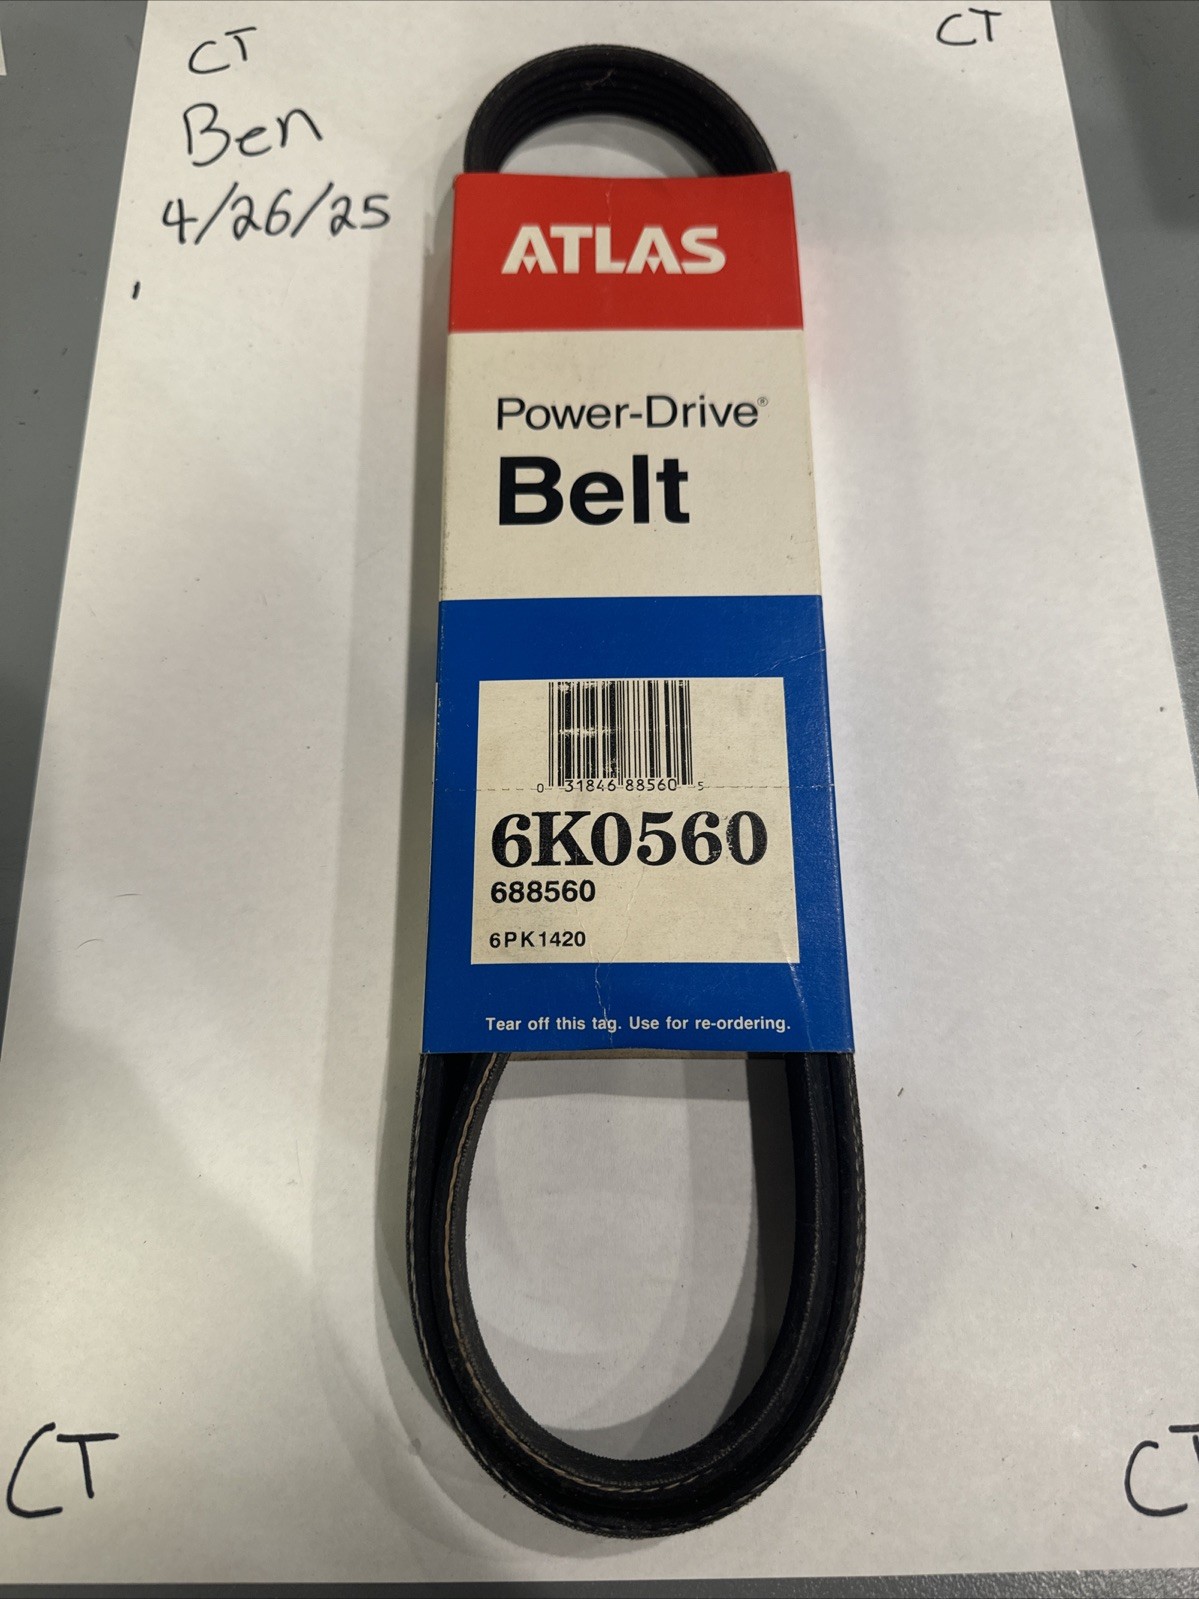 CT
CT
Ben
4/26/25
ATLAS
Power-Drive®
Belt
0 31846 88560 5
6K0560
688560
6PK1420
Tear off this tag. Use for re-ordering.
CT
CT